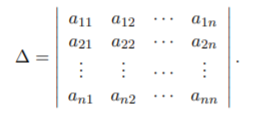 Δ = | a₁₁ a₁₂ ⋯ a₁ₙ |
| a₂₁ a₂₂ ⋯ a₂ₙ |
| ⋮ ⋮ ⋯ ⋮ |
| aₙ₁ aₙ₂ ⋯ aₙₙ | .